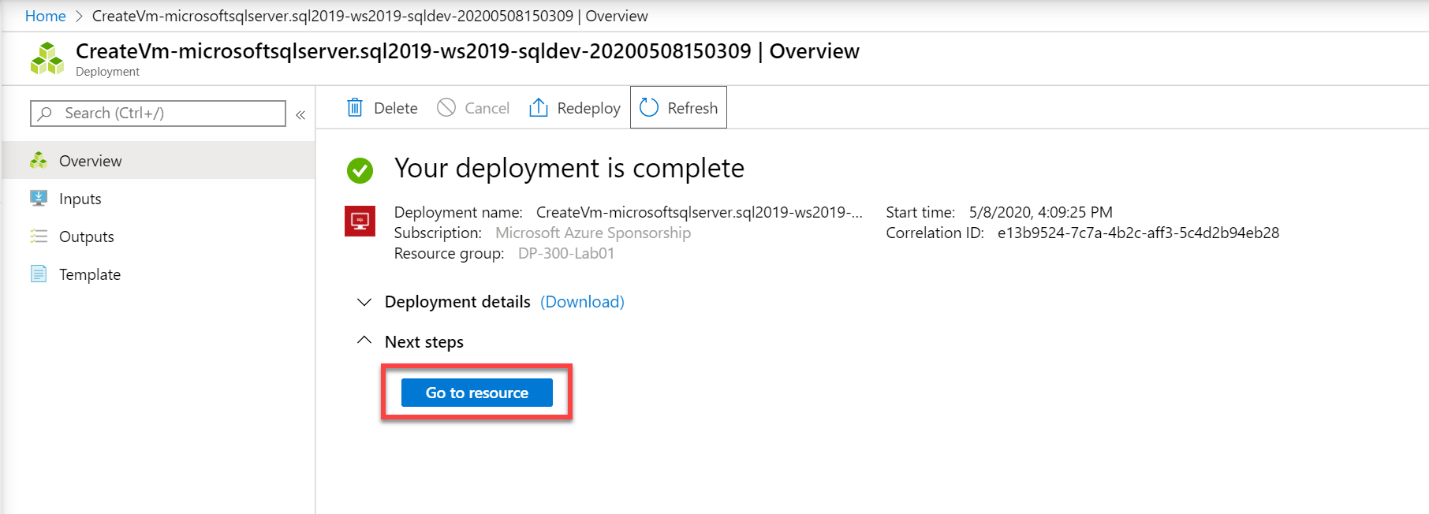 Home > CreateVm-microsoftsqlserver.sql2019-ws2019-sqldev-20200508150309 | Overview
CreateVm-microsoftsqlserver.sql2019-ws2019-sqldev-20200508150309 | Overview
Deployment
Search (Ctrl+/)
«
Delete
Cancel
Redeploy
Refresh
Overview
Inputs
Outputs
Template
Your deployment is complete
Deployment name: CreateVm-microsoftsqlserver.sql2019-ws2019-...
Subscription: Microsoft Azure Sponsorship
Resource group: DP-300-Lab01
Start time: 5/8/2020, 4:09:25 PM
Correlation ID: e13b9524-7c7a-4b2c-aff3-5c4d2b94eb28
Deployment details (Download)
Next steps
Go to resource